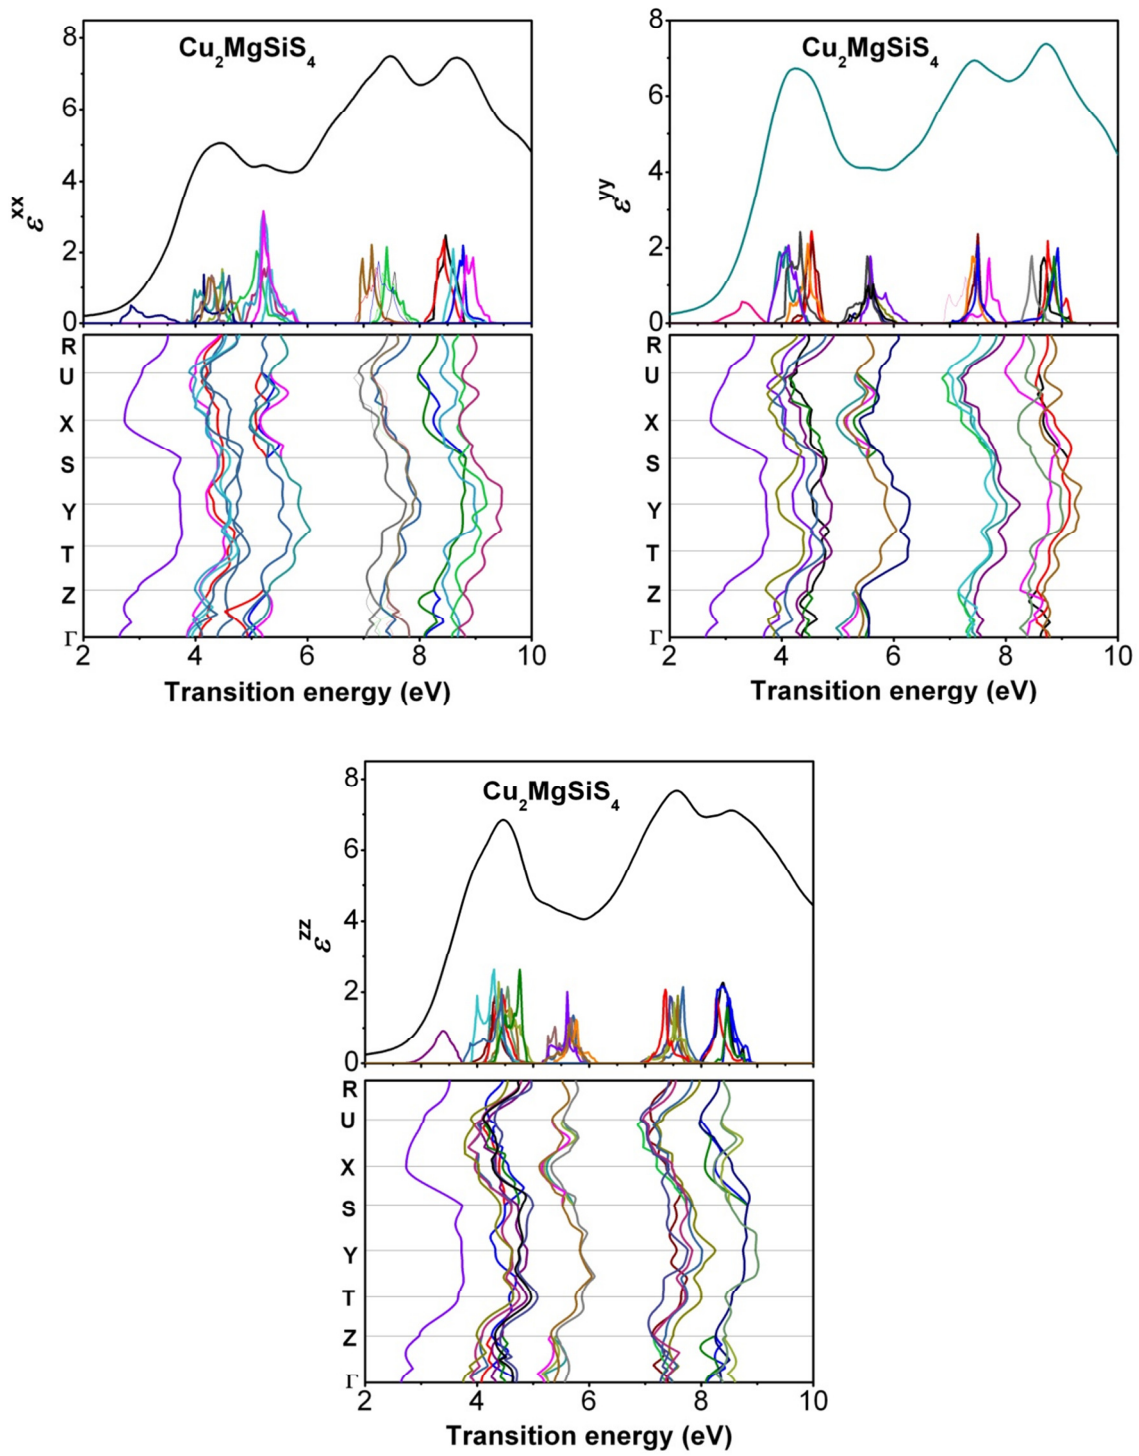 Cu₂MgSiS₄
8
6
4
2
0
εˣˣ
R
U
X
S
Y
T
Z
Γ
2 4 6 8 10
Transition energy (eV)
Cu₂MgSiS₄
8
6
4
2
0
εʸʸ
R
U
X
S
Y
T
Z
Γ
2 4 6 8 10
Transition energy (eV)
Cu₂MgSiS₄
8
6
4
2
0
εᶻᶻ
R
U
X
S
Y
T
Z
Γ
2 4 6 8 10
Transition energy (eV)